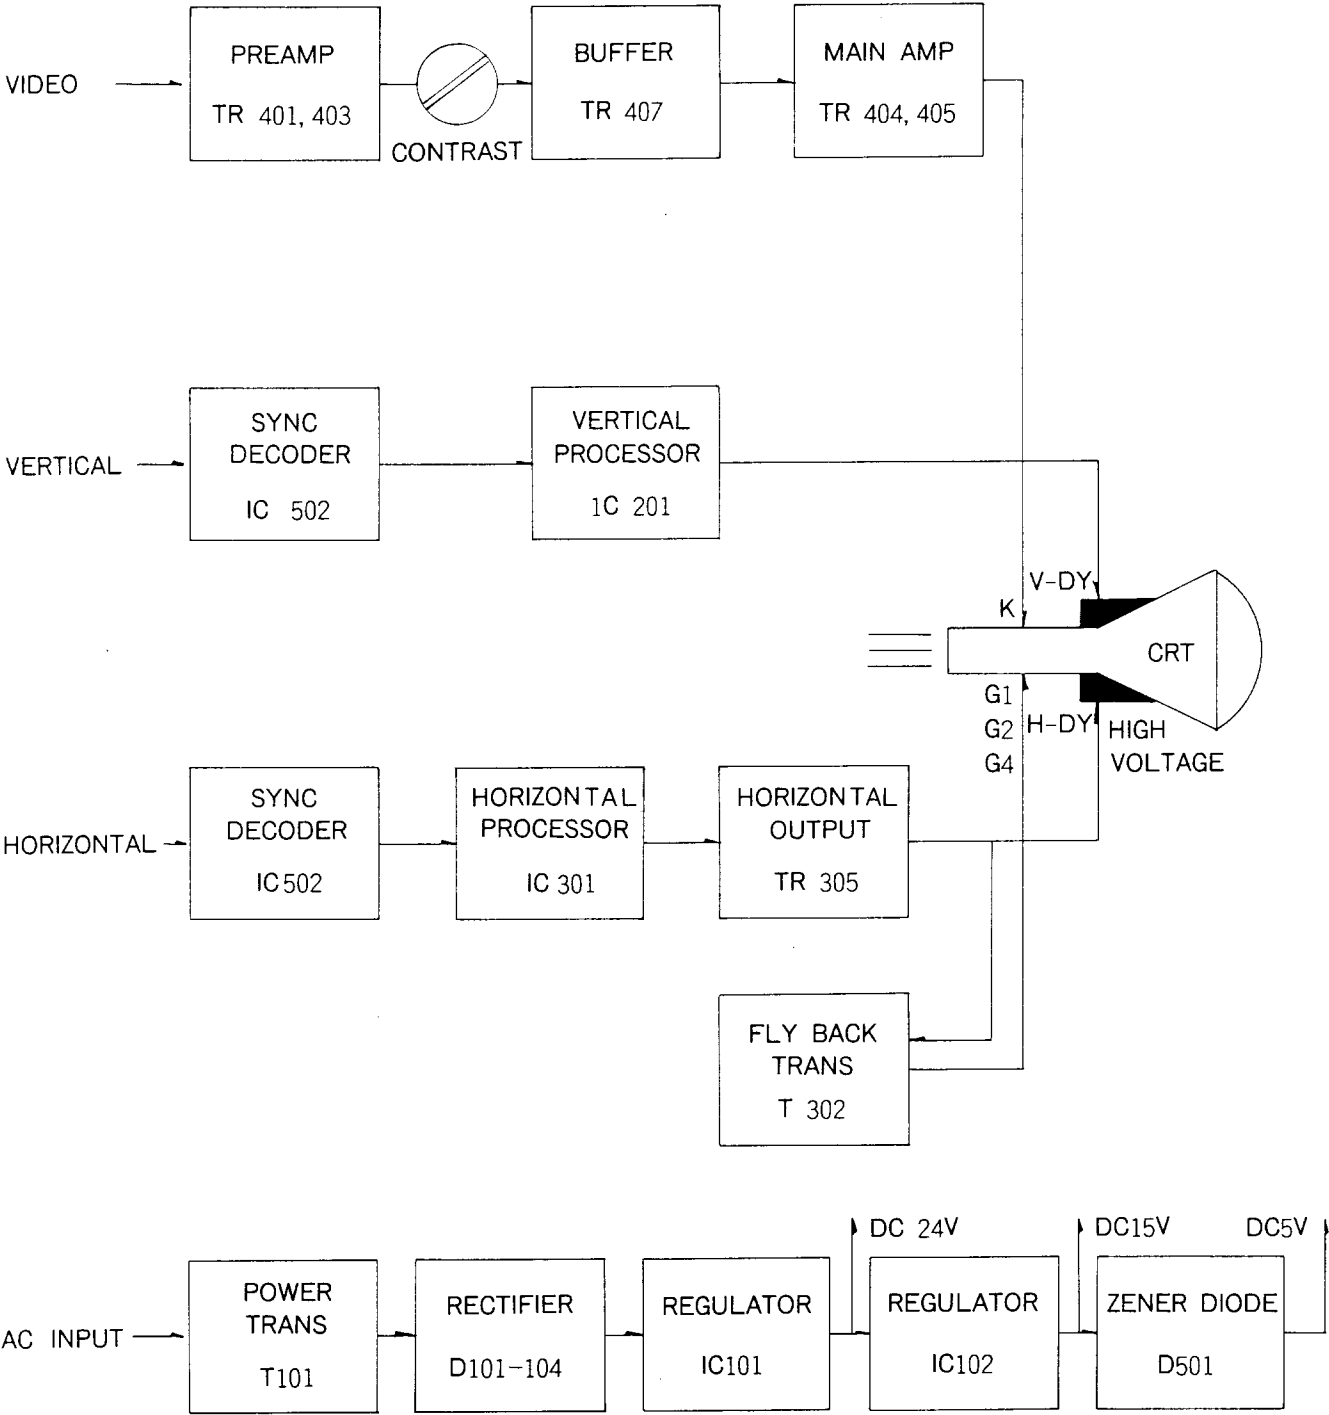 VIDEO
PREAMP
TR 401, 403
CONTRAST
BUFFER
TR 407
MAIN AMP
TR 404, 405
VERTICAL
SYNC
DECODER
IC 502
VERTICAL
PROCESSOR
1C 201
V-DY
K
CRT
G1
G2
G4
H-DY
HIGH
VOLTAGE
HORIZONTAL
SYNC
DECODER
IC502
HORIZONTAL
PROCESSOR
IC 301
HORIZONTAL
OUTPUT
TR 305
FLY BACK
TRANS
T 302
AC INPUT
POWER
TRANS
T101
RECTIFIER
D101-104
REGULATOR
IC101
DC 24V
REGULATOR
IC102
DC15V
ZENER DIODE
D501
DC5V